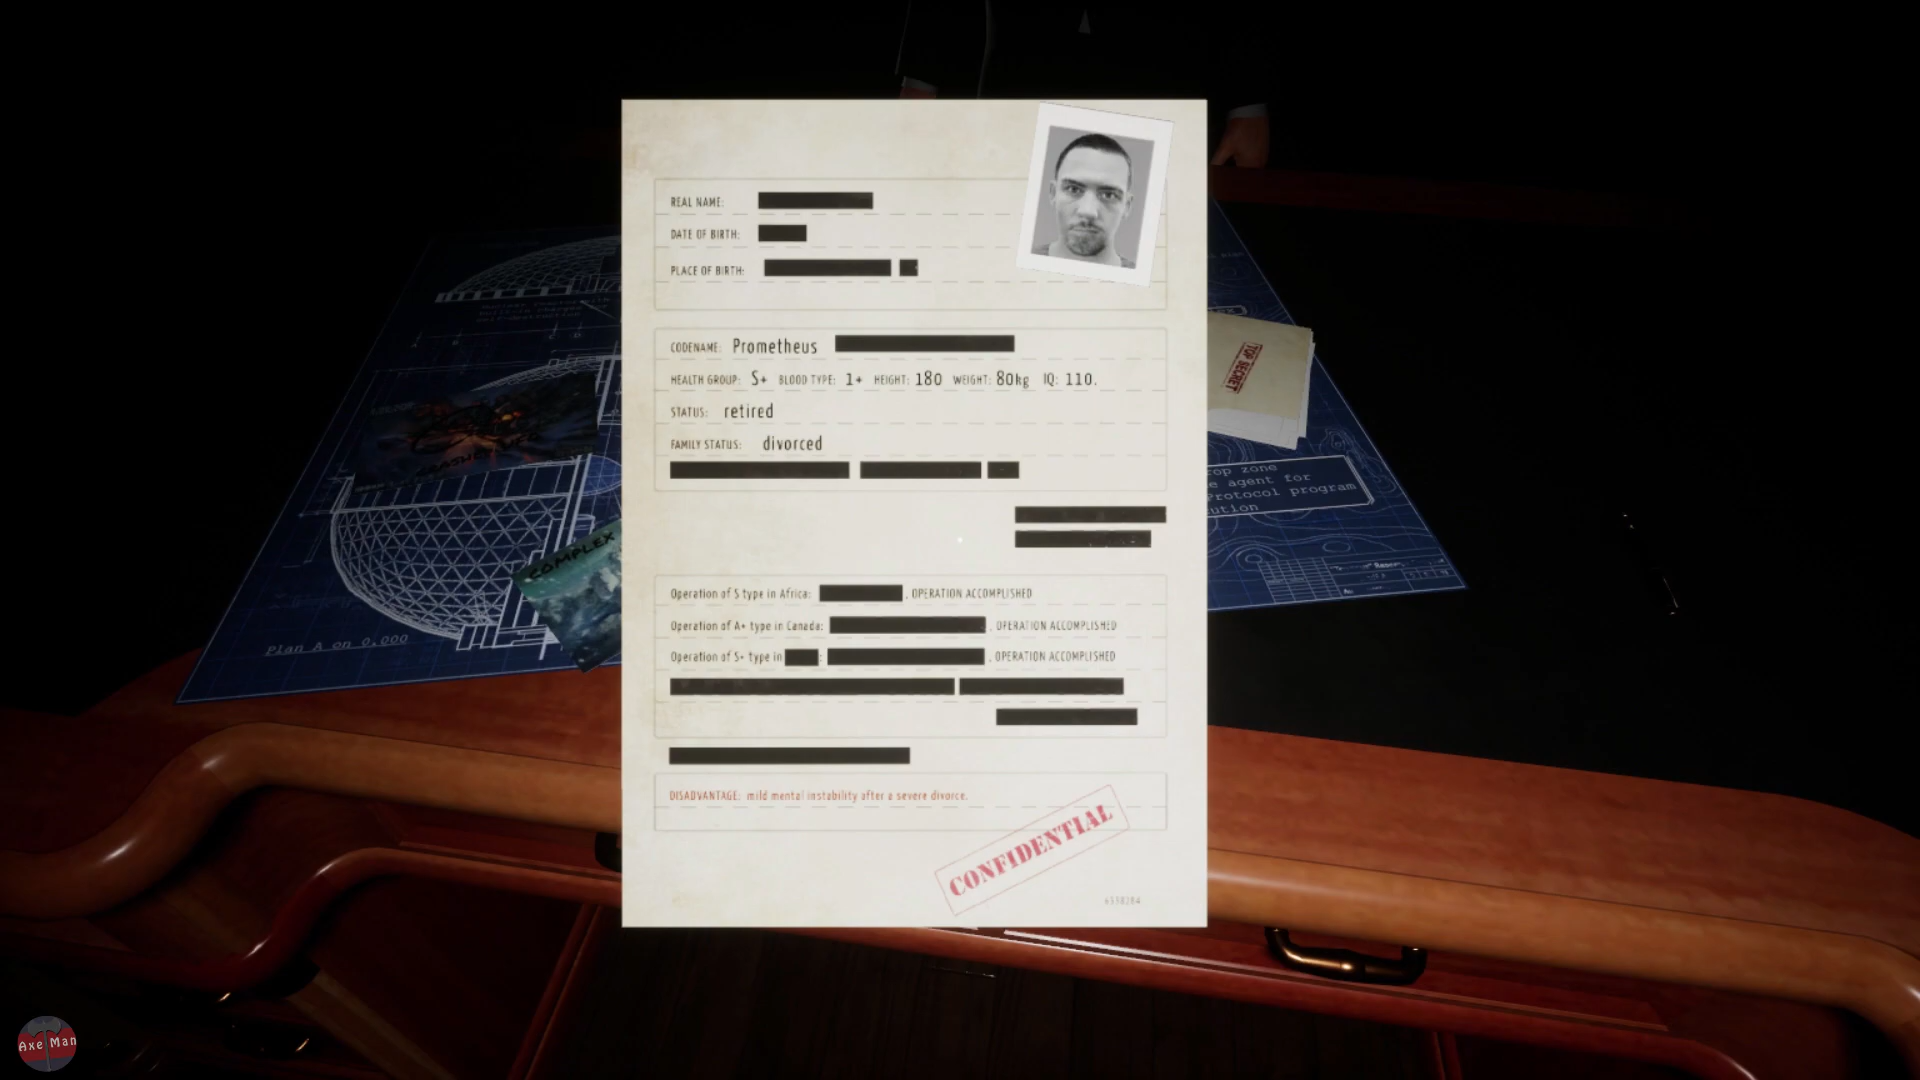 REAL NAME:
DATE OF BIRTH:
PLACE OF BIRTH:
CODENAME: Prometheus
HEALTH GROUP: S+ BLOOD TYPE: 1+ HEIGHT: 180 WEIGHT: 80kg IQ: 110.
STATUS: retired
FAMILY STATUS: divorced
Operation of S type in Africa: , OPERATION ACCOMPLISHED
Operation of A+ type in Canada: , OPERATION ACCOMPLISHED
Operation of S+ type in : , OPERATION ACCOMPLISHED
DISADVANTAGE: mild mental instability after a severe divorce.
CONFIDENTIAL
6338284
COMPLEX
Plan A on 0,000
TOP SECRET
rop zone
e agent for
Protocol program
ution
Axe Man